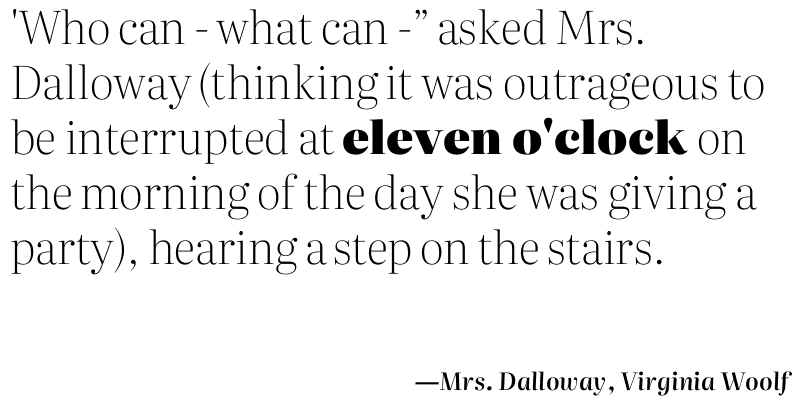 'Who can - what can -” asked Mrs.
Dalloway (thinking it was outrageous to
be interrupted at eleven o'clock on
the morning of the day she was giving a
party), hearing a step on the stairs.
—Mrs. Dalloway, Virginia Woolf